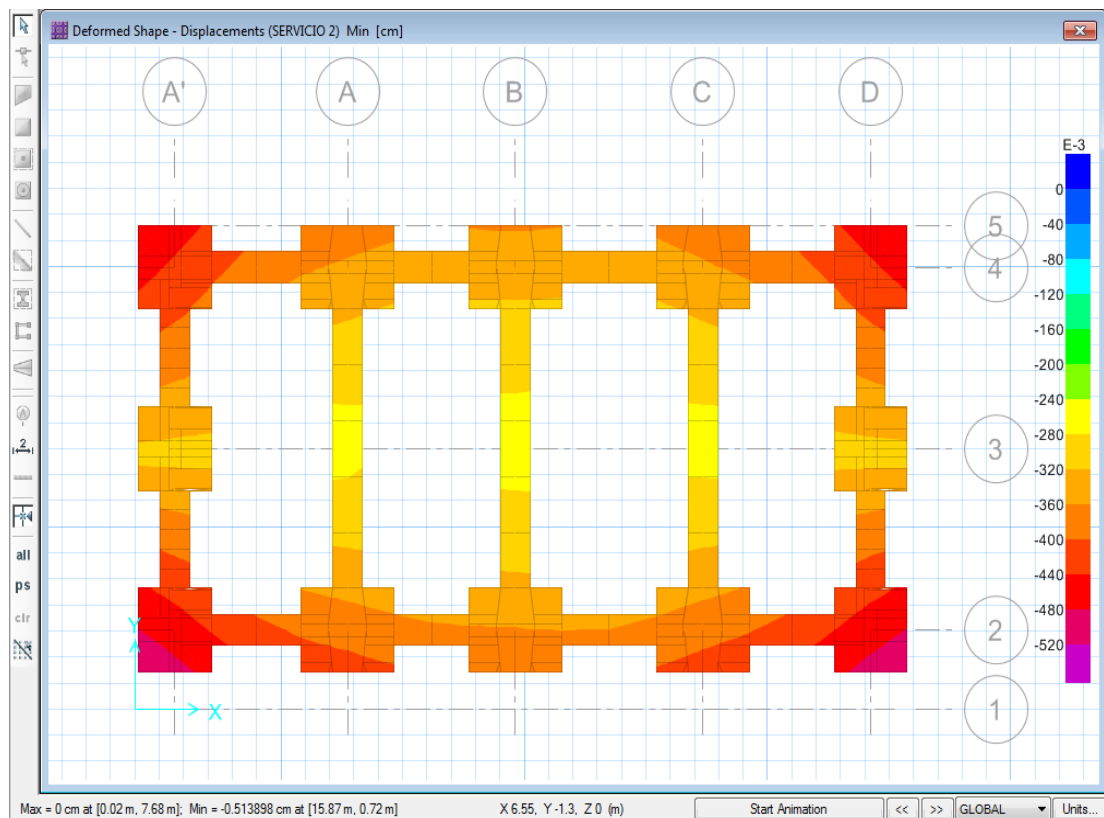 Deformed Shape - Displacements (SERVICIO 2) Min [cm]
A' A B C D
E-3
0
-40
-80
-120
-160
-200
-240
-280
-320
-360
-400
-440
-480
-520
5
4
3
2
1
2
all
ps
clr
Y
X
Max = 0 cm at [0.02 m, 7.68 m]; Min = -0.513898 cm at [15.87 m, 0.72 m] X 6.55, Y -1.3, Z 0 (m) Start Animation << >> GLOBAL Units...